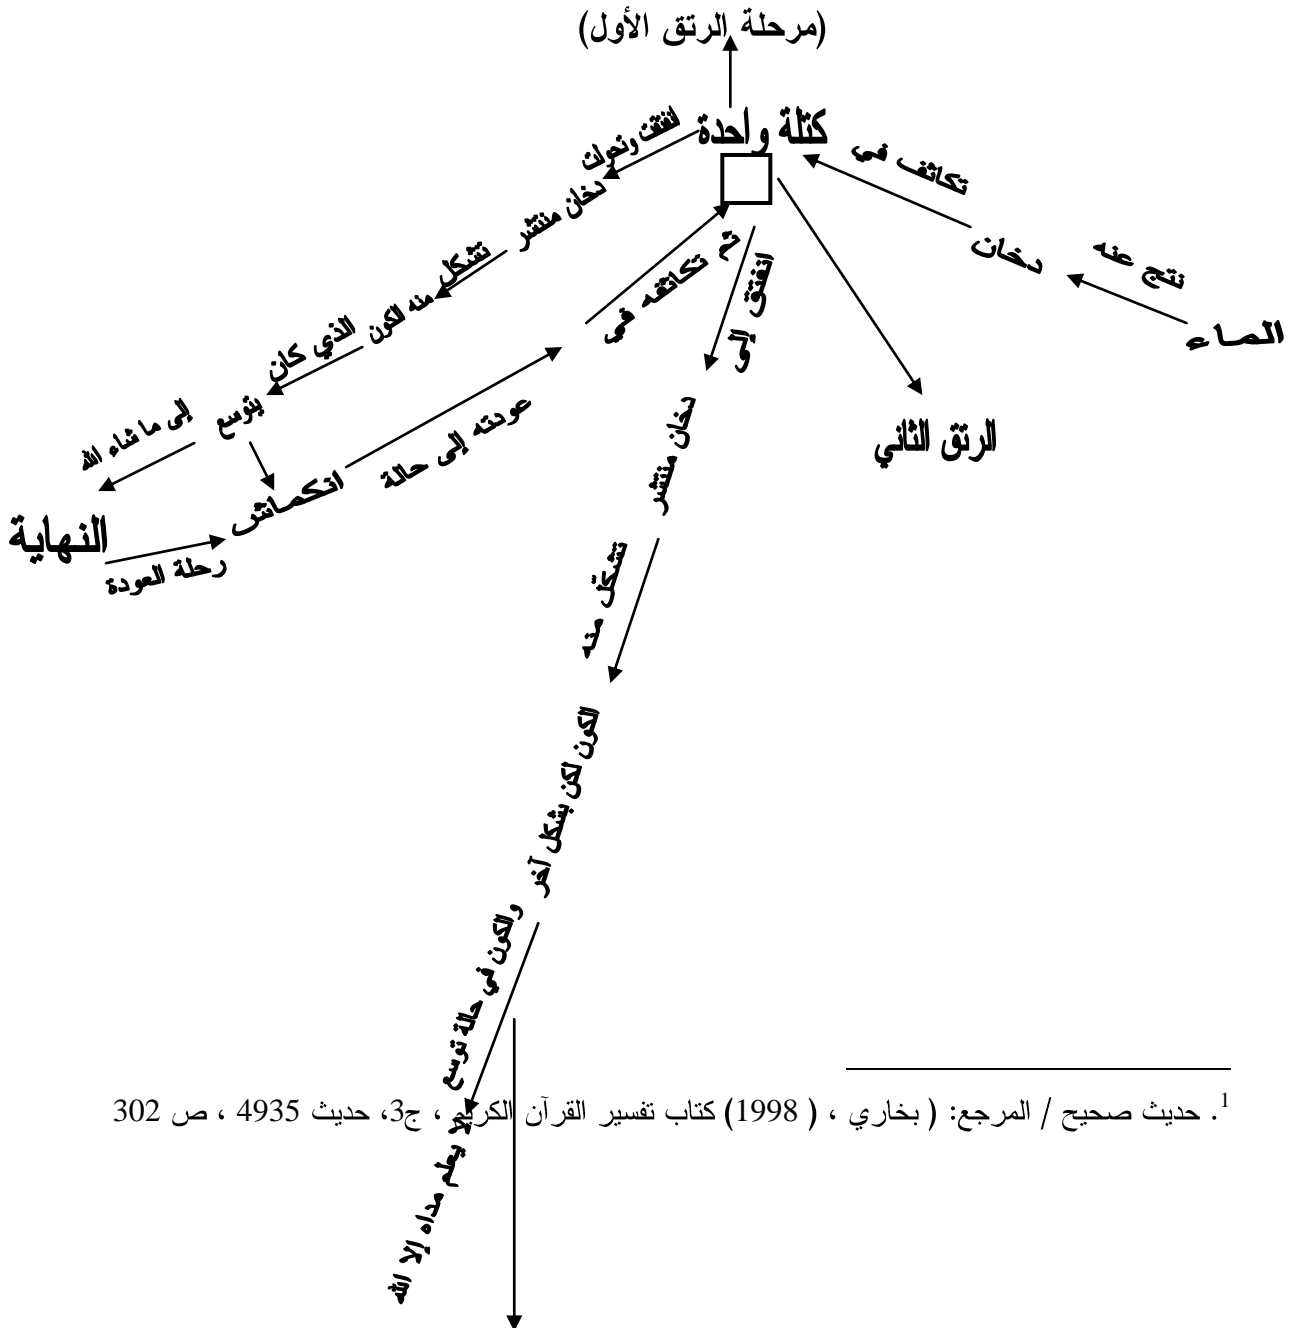 (مرحلة الرتق الأول)
كتلة واحدة
الماء
نتج عنه
دخان
تكاثف في
انفتقت وتحولت
دخان منتشر
تشكل
منه الكون
الذي كان
يتوسع
إلى ما شاء الله
النهاية
رحلة العودة
انكماش
عودته إلى حالة
ثم تكاثفه في
الرتق الثاني
انفتق إلى
دخان منتشر
تشكّل منه
الكون لكن بشكل آخر
والكون في حالة توسع
لا يعلم مداه إلا الله
1. حديث صحيح / المرجع: ( بخاري ، ( 1998) كتاب تفسير القرآن الكريم ، ج3، حديث 4935 ، ص 302